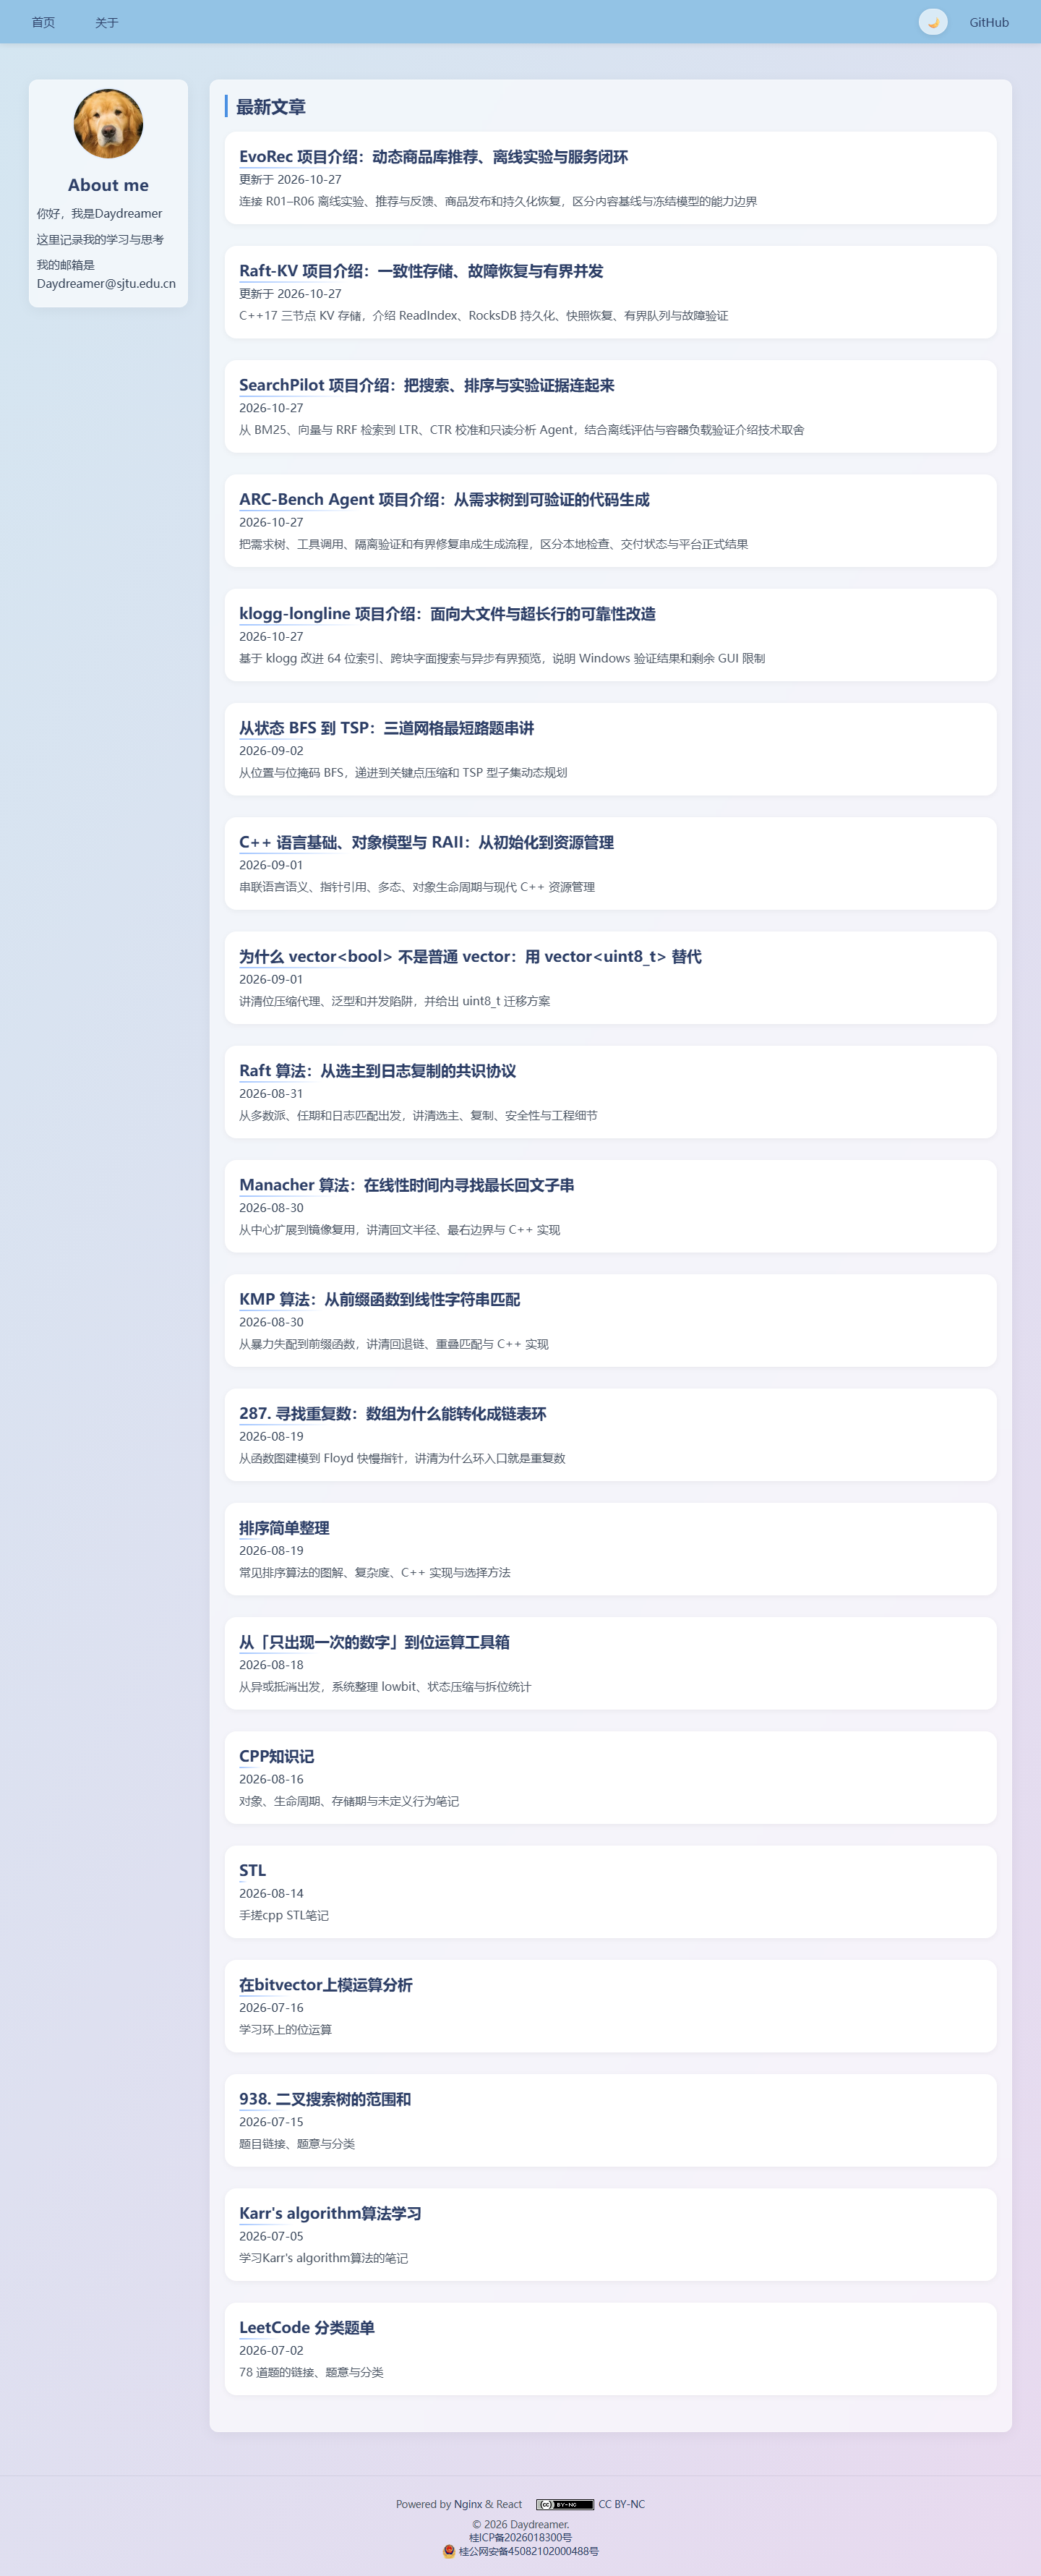 首页
关于
GitHub
About me
你好，我是Daydreamer
这里记录我的学习与思考
我的邮箱是
Daydreamer@sjtu.edu.cn
最新文章
EvoRec 项目介绍：动态商品库推荐、离线实验与服务闭环
更新于 2026-10-27
连接 R01–R06 离线实验、推荐与反馈、商品发布和持久化恢复，区分内容基线与冻结模型的能力边界
Raft-KV 项目介绍：一致性存储、故障恢复与有界并发
更新于 2026-10-27
C++17 三节点 KV 存储，介绍 ReadIndex、RocksDB 持久化、快照恢复、有界队列与故障验证
SearchPilot 项目介绍：把搜索、排序与实验证据连起来
2026-10-27
从 BM25、向量与 RRF 检索到 LTR、CTR 校准和只读分析 Agent，结合离线评估与容器负载验证介绍技术取舍
ARC-Bench Agent 项目介绍：从需求树到可验证的代码生成
2026-10-27
把需求树、工具调用、隔离验证和有界修复串成生成流程，区分本地检查、交付状态与平台正式结果
klogg-longline 项目介绍：面向大文件与超长行的可靠性改造
2026-10-27
基于 klogg 改进 64 位索引、跨块字面搜索与异步有界预览，说明 Windows 验证结果和剩余 GUI 限制
从状态 BFS 到 TSP：三道网格最短路题串讲
2026-09-02
从位置与位掩码 BFS，递进到关键点压缩和 TSP 型子集动态规划
C++ 语言基础、对象模型与 RAII：从初始化到资源管理
2026-09-01
串联语言语义、指针引用、多态、对象生命周期与现代 C++ 资源管理
为什么 vector<bool> 不是普通 vector：用 vector<uint8_t> 替代
2026-09-01
讲清位压缩代理、泛型和并发陷阱，并给出 uint8_t 迁移方案
Raft 算法：从选主到日志复制的共识协议
2026-08-31
从多数派、任期和日志匹配出发，讲清选主、复制、安全性与工程细节
Manacher 算法：在线性时间内寻找最长回文子串
2026-08-30
从中心扩展到镜像复用，讲清回文半径、最右边界与 C++ 实现
KMP 算法：从前缀函数到线性字符串匹配
2026-08-30
从暴力失配到前缀函数，讲清回退链、重叠匹配与 C++ 实现
287. 寻找重复数：数组为什么能转化成链表环
2026-08-19
从函数图建模到 Floyd 快慢指针，讲清为什么环入口就是重复数
排序简单整理
2026-08-19
常见排序算法的图解、复杂度、C++ 实现与选择方法
从「只出现一次的数字」到位运算工具箱
2026-08-18
从异或抵消出发，系统整理 lowbit、状态压缩与拆位统计
CPP知识记
2026-08-16
对象、生命周期、存储期与未定义行为笔记
STL
2026-08-14
手搓cpp STL笔记
在bitvector上模运算分析
2026-07-16
学习环上的位运算
938. 二叉搜索树的范围和
2026-07-15
题目链接、题意与分类
Karr's algorithm算法学习
2026-07-05
学习Karr's algorithm算法的笔记
LeetCode 分类题单
2026-07-02
78 道题的链接、题意与分类
Powered by Nginx & React
BY-NC
CC BY-NC
© 2026 Daydreamer.
桂ICP备2026018300号
桂公网安备45082102000488号